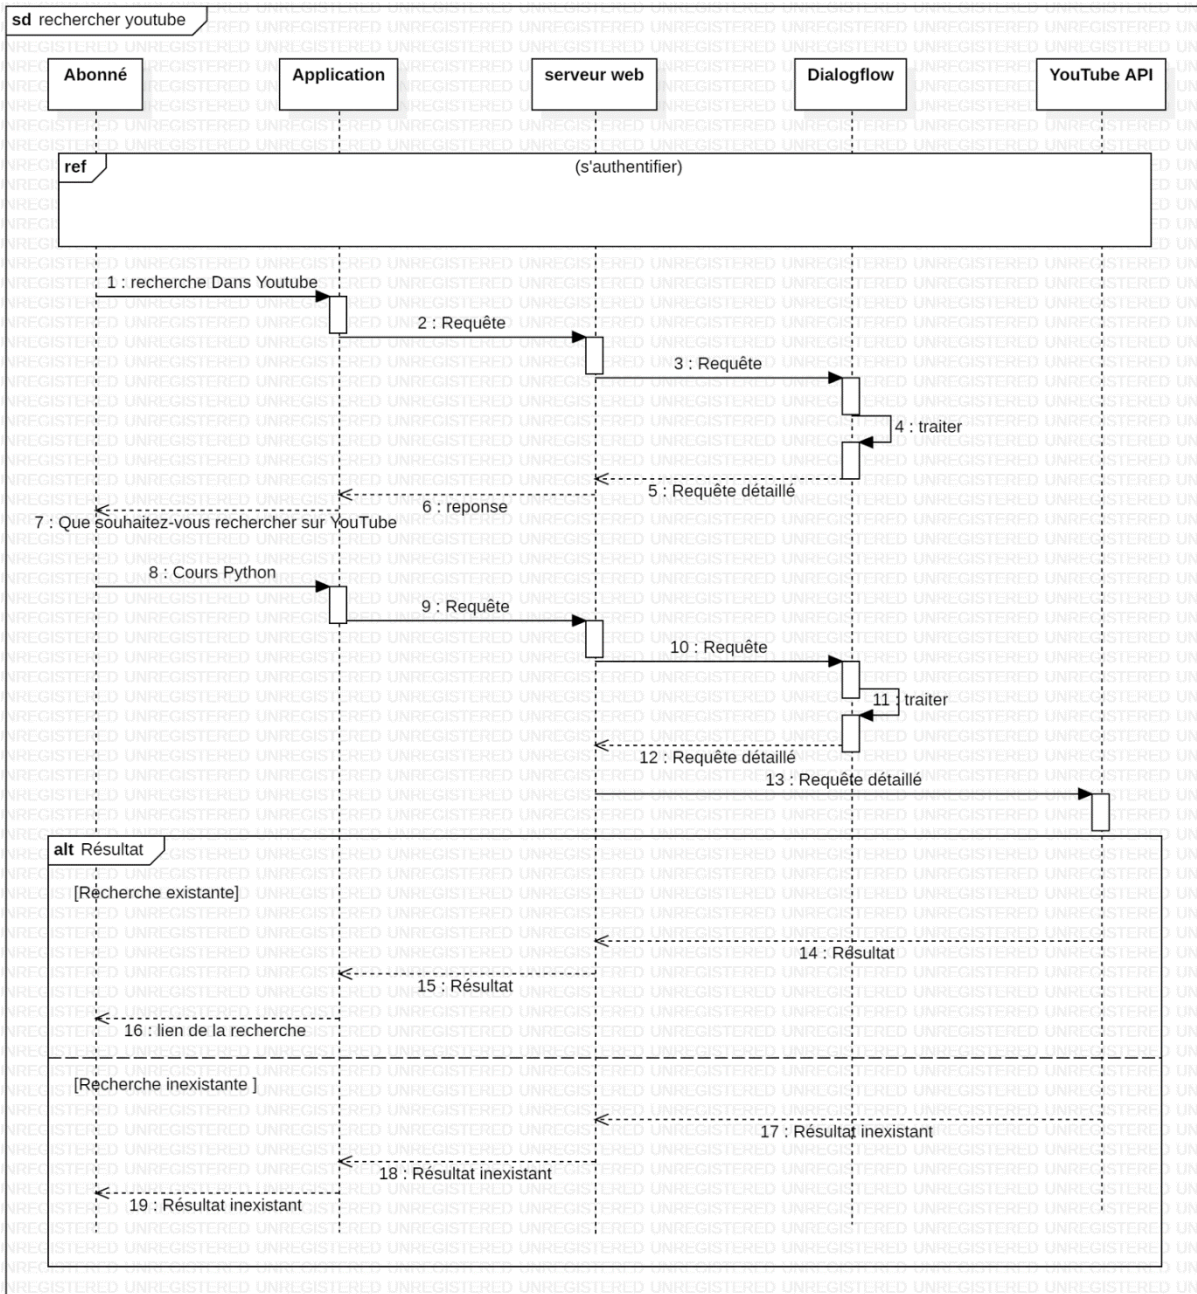 sd rechercher youtube
Abonné
Application
serveur web
Dialogflow
YouTube API
ref
(s'authentifier)
1 : recherche Dans Youtube
2 : Requête
3 : Requête
4 : traiter
5 : Requête détaillé
6 : reponse
7 : Que souhaitez-vous rechercher sur YouTube
8 : Cours Python
9 : Requête
10 : Requête
11 : traiter
12 : Requête détaillé
13 : Requête détaillé
alt Résultat
[Recherche existante]
14 : Résultat
15 : Résultat
16 : lien de la recherche
[Recherche inexistante ]
17 : Résultat inexistant
18 : Résultat inexistant
19 : Résultat inexistant